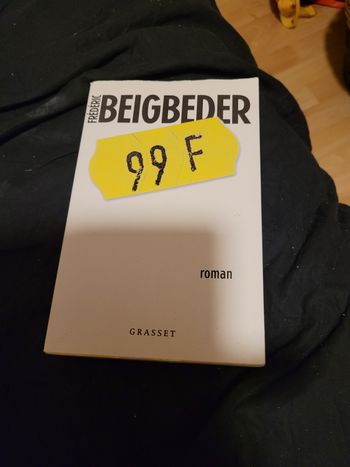 FRÉDÉRIC
BEIGBEDER
99 F
roman
GRASSET